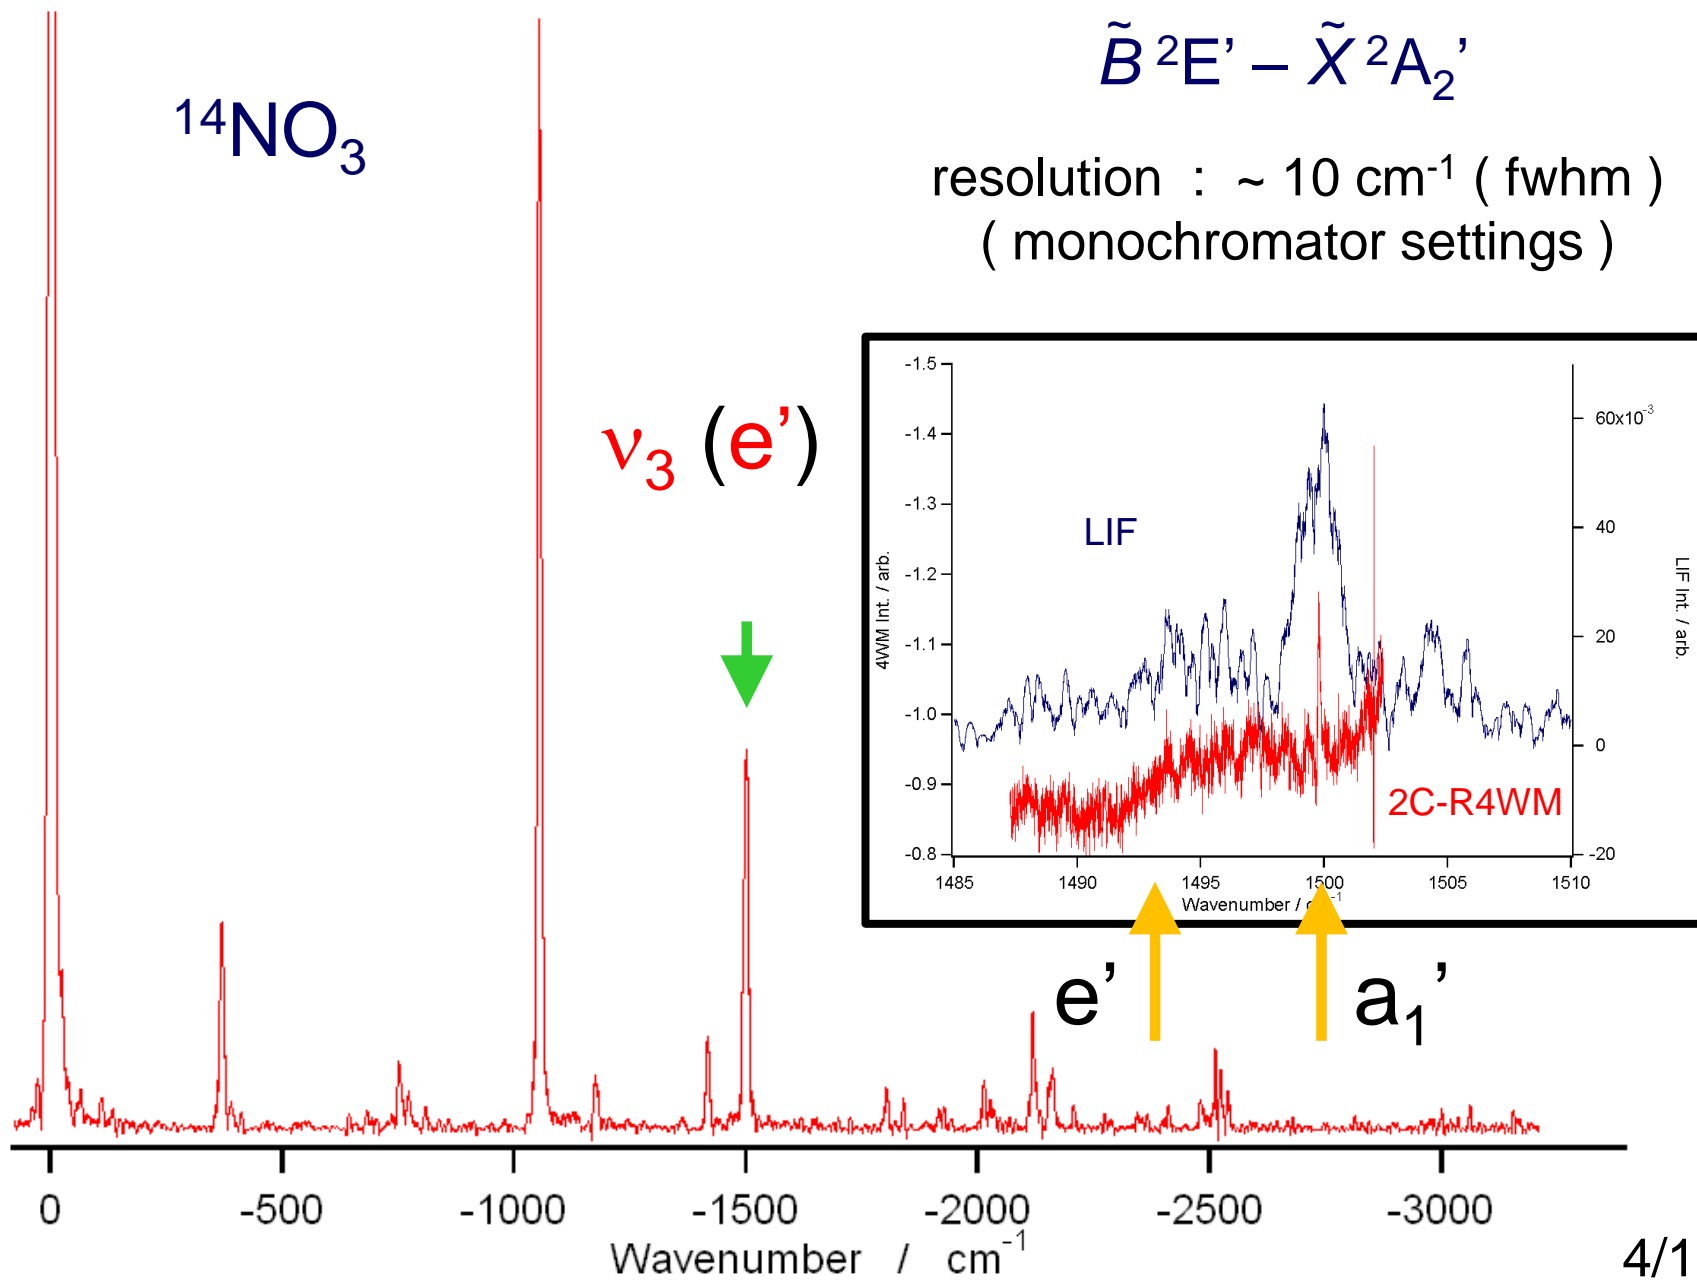 B̃ ²E’ – X̃ ²A₂’
¹⁴NO₃
resolution : ~ 10 cm⁻¹ ( fwhm )
( monochromator settings )
ν₃ (e’)
-1.5
-1.4
-1.3
-1.2
-1.1
-1.0
-0.9
-0.8
4WM Int. / arb.
LIF
2C-R4WM
60x10⁻³
40
20
0
-20
LIF Int. / arb.
1485 1490 1495 1500 1505 1510
Wavenumber / cm⁻¹
e’ a₁’
0 -500 -1000 -1500 -2000 -2500 -3000
Wavenumber / cm⁻¹
4/1